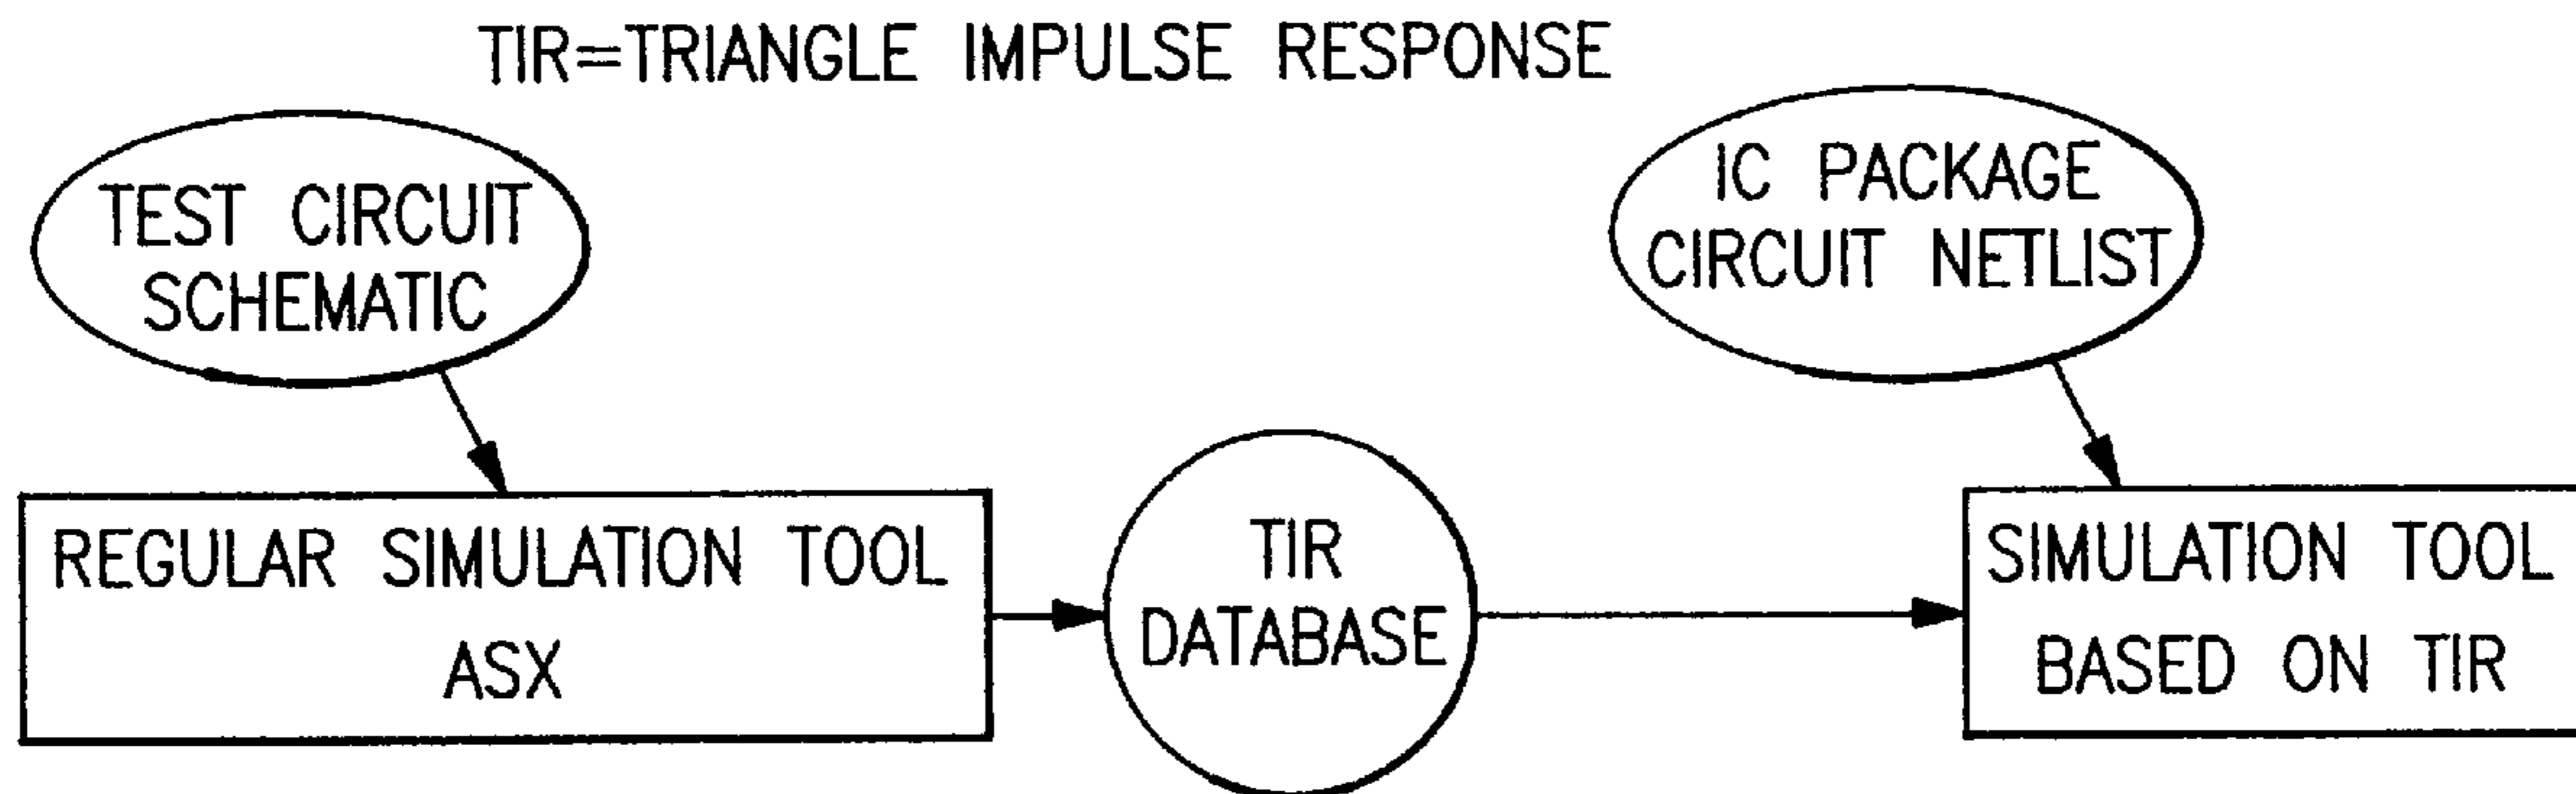 TIR=TRIANGLE IMPULSE RESPONSE
TEST CIRCUIT
SCHEMATIC
IC PACKAGE
CIRCUIT NETLIST
REGULAR SIMULATION TOOL
ASX
TIR
DATABASE
SIMULATION TOOL
BASED ON TIR